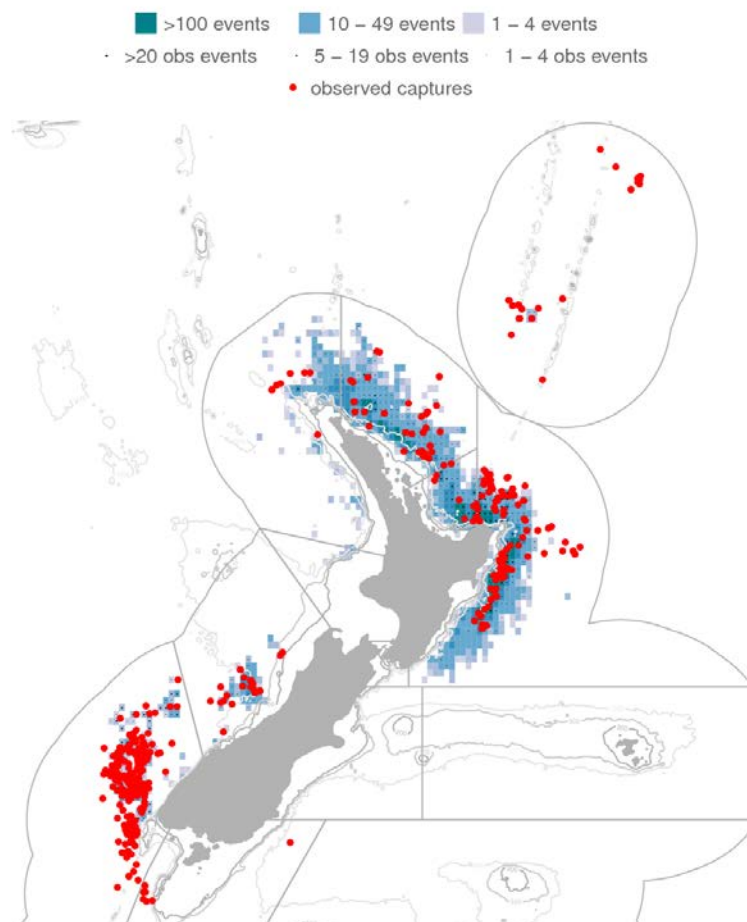 >100 events 10 – 49 events 1 – 4 events
>20 obs events 5 – 19 obs events 1 – 4 obs events
observed captures